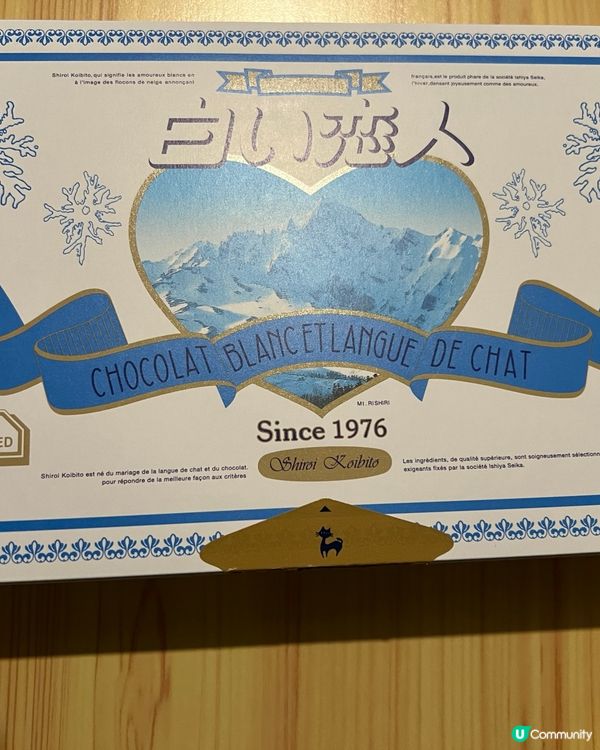 Shiroi Koibito, qui signifie les amoureux blancs en
à l'image des flocons de neige annonçant
français, est le produit phare de la société Ishiya Seika,
l'hiver, dansent joyeusement comme des amoureux.
白い恋人
CHOCOLAT BLANC ET LANGUE DE CHAT
MT. RISHIRI
Since 1976
Shiroi Koibito
ED
Shiroi Koibito est né du mariage de la langue de chat et du chocolat.
pour répondre de la meilleure façon aux critères
Les ingrédients, de qualité supérieure, sont soigneusement sélection
exigeants fixés par la société Ishiya Seika.
U Community